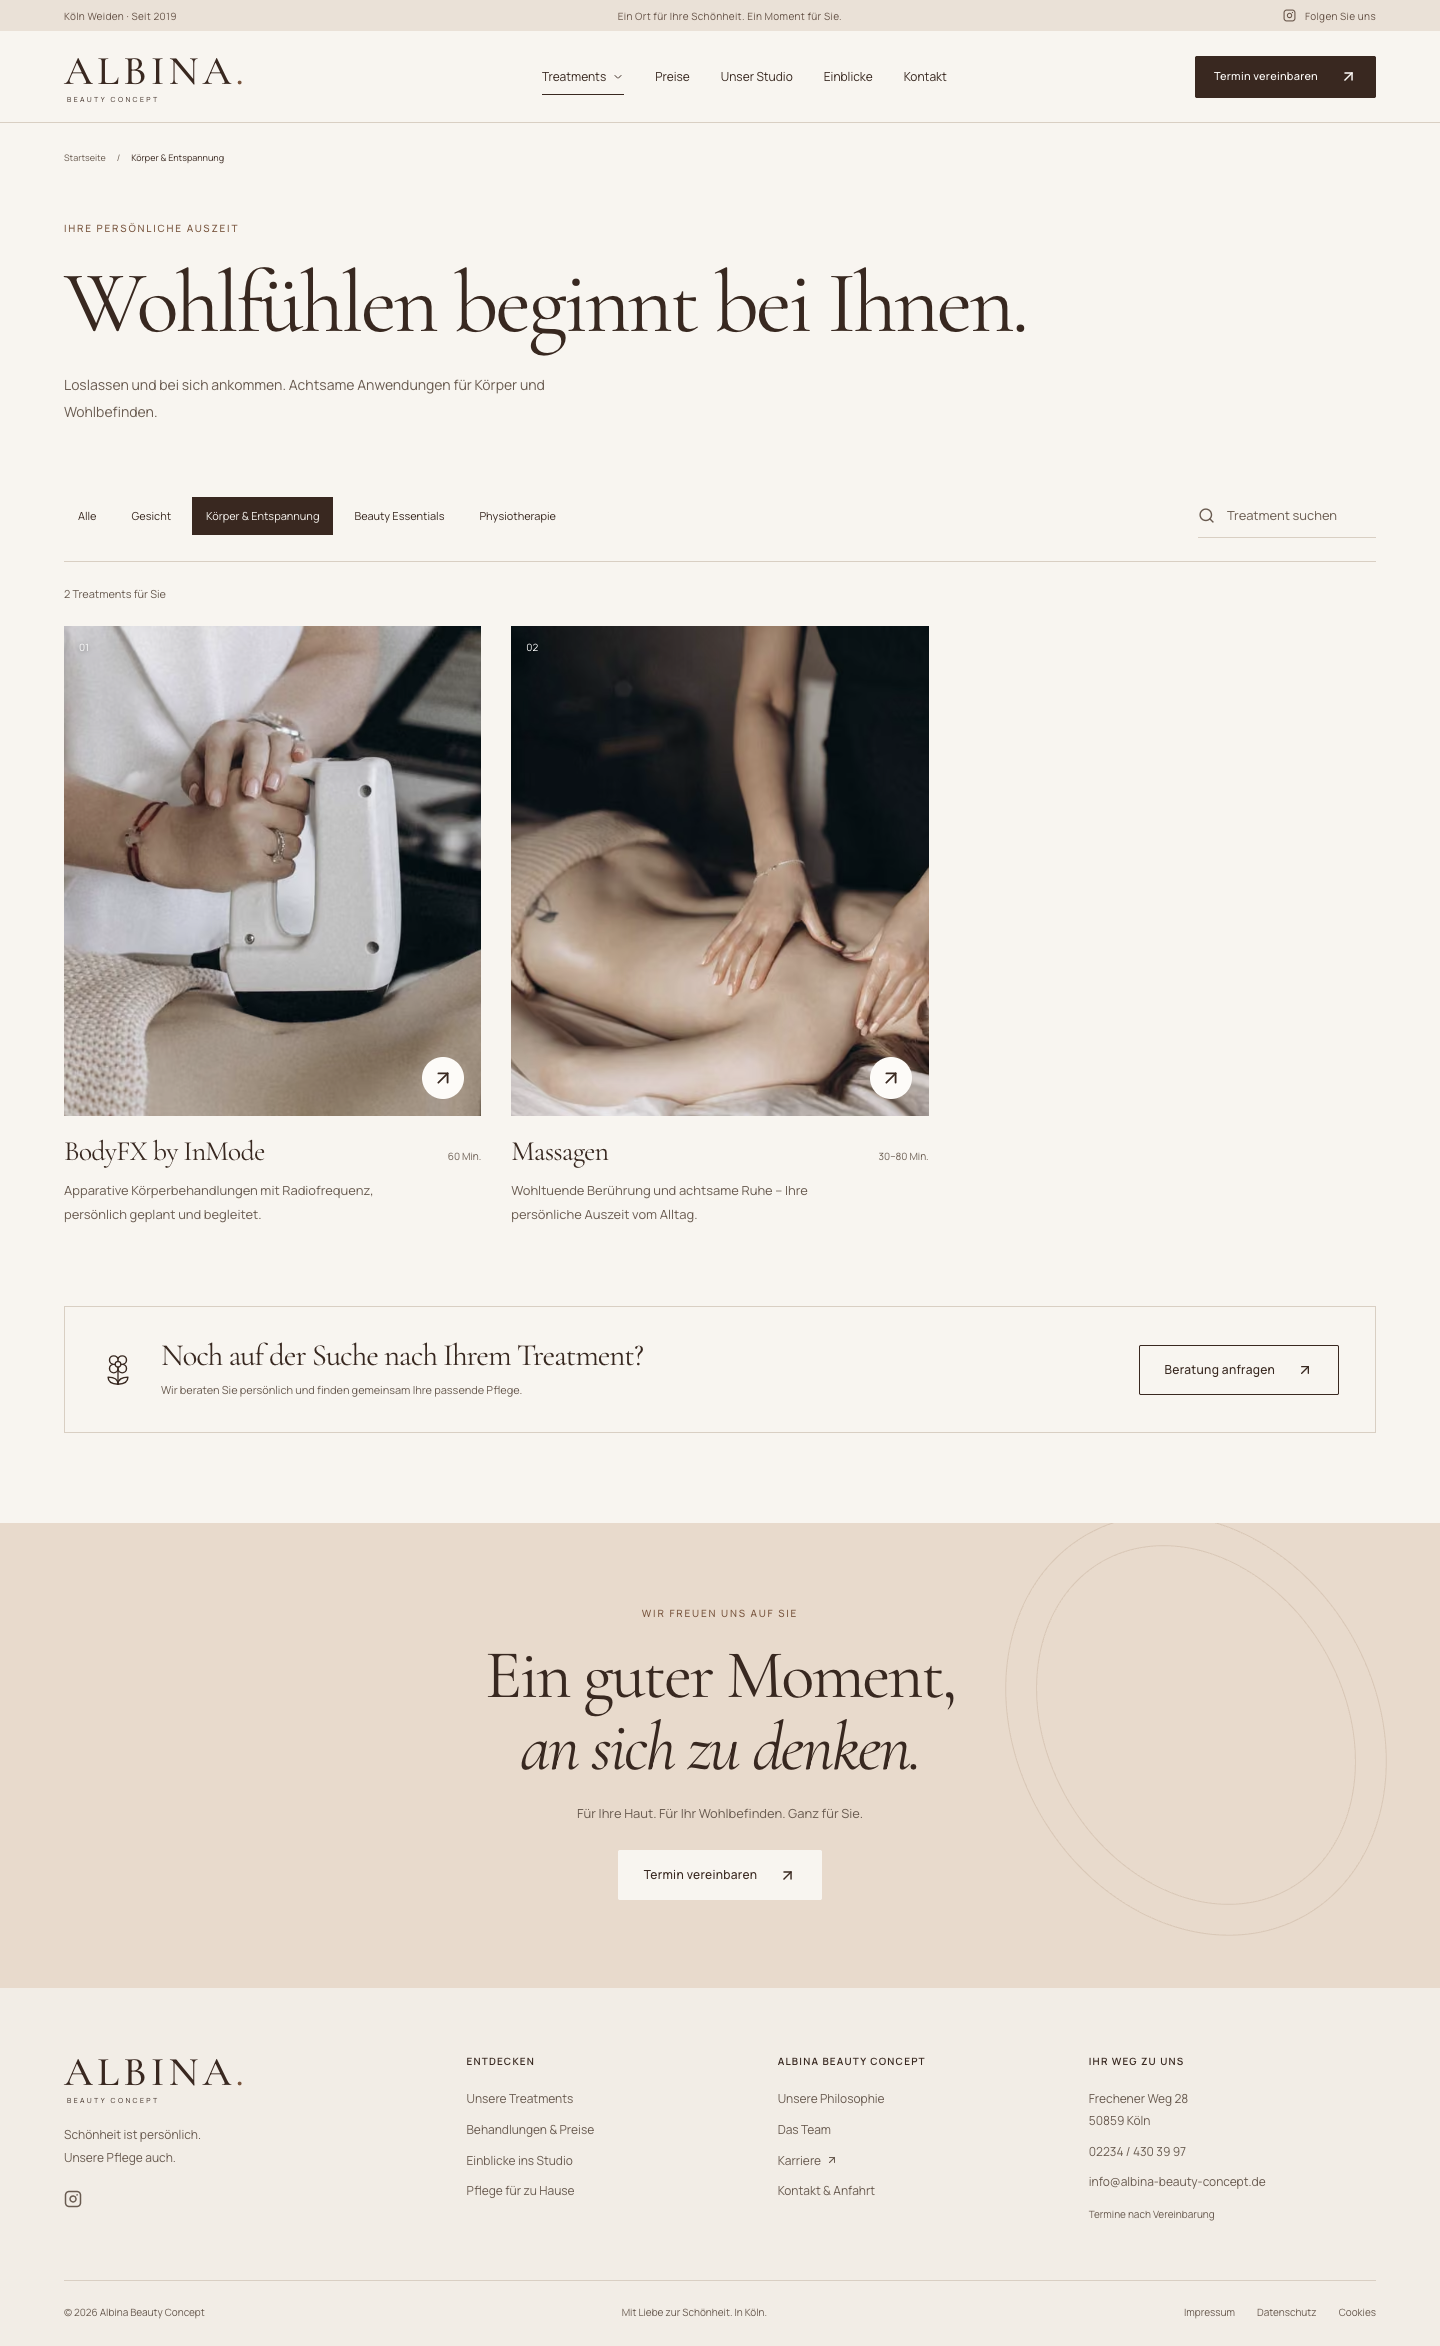 Köln Weiden · Seit 2019
Ein Ort für Ihre Schönheit. Ein Moment für Sie.
Folgen Sie uns
ALBINA.
BEAUTY CONCEPT
Treatments
Preise
Unser Studio
Einblicke
Kontakt
Termin vereinbaren
Startseite / Körper & Entspannung
IHRE PERSÖNLICHE AUSZEIT
Wohlfühlen beginnt bei Ihnen.
Loslassen und bei sich ankommen. Achtsame Anwendungen für Körper und
Wohlbefinden.
Alle
Gesicht
Körper & Entspannung
Beauty Essentials
Physiotherapie
Treatment suchen
2 Treatments für Sie
01
02
BodyFX by InMode
60 Min.
Apparative Körperbehandlungen mit Radiofrequenz,
persönlich geplant und begleitet.
Massagen
30–80 Min.
Wohltuende Berührung und achtsame Ruhe – Ihre
persönliche Auszeit vom Alltag.
Noch auf der Suche nach Ihrem Treatment?
Wir beraten Sie persönlich und finden gemeinsam Ihre passende Pflege.
Beratung anfragen
WIR FREUEN UNS AUF SIE
Ein guter Moment,
an sich zu denken.
Für Ihre Haut. Für Ihr Wohlbefinden. Ganz für Sie.
Termin vereinbaren
ALBINA.
BEAUTY CONCEPT
Schönheit ist persönlich.
Unsere Pflege auch.
ENTDECKEN
Unsere Treatments
Behandlungen & Preise
Einblicke ins Studio
Pflege für zu Hause
ALBINA BEAUTY CONCEPT
Unsere Philosophie
Das Team
Karriere
Kontakt & Anfahrt
IHR WEG ZU UNS
Frechener Weg 28
50859 Köln
02234 / 430 39 97
info@albina-beauty-concept.de
Termine nach Vereinbarung
© 2026 Albina Beauty Concept
Mit Liebe zur Schönheit. In Köln.
Impressum
Datenschutz
Cookies